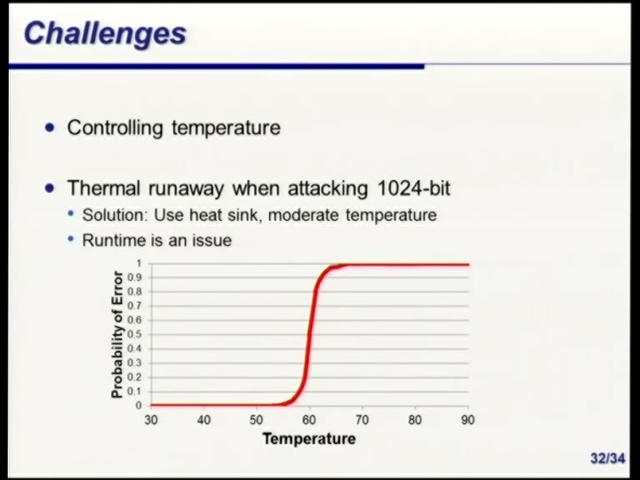 Challenges
Controlling temperature
Thermal runaway when attacking 1024-bit
Solution: Use heat sink, moderate temperature
Runtime is an issue
Probability of Error
1
0.9
0.8
0.7
0.6
0.5
0.4
0.3
0.2
0.1
0
30 40 50 60 70 80 90
Temperature
32/34